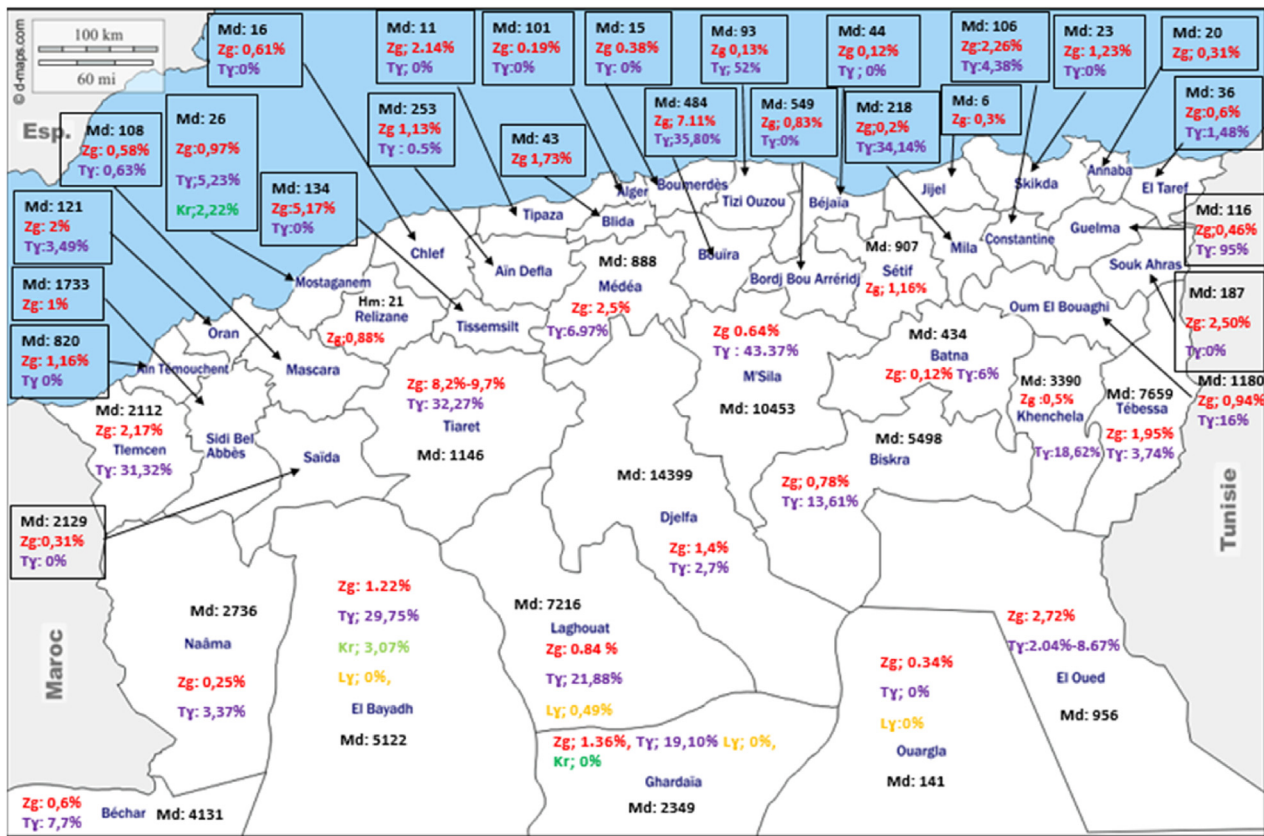 100 km
60 mi
© d-maps.com
Esp.
Maroc
Tunisie
Md: 16
Zg: 0,61%
Tɣ:0%
Md: 11
Zg; 2.14%
Tɣ; 0%
Md: 101
Zg: 0.19%
Tɣ:0%
Md: 15
Zg 0.38%
Tɣ: 0%
Md: 93
Zg 0,13%
Tɣ; 52%
Md: 44
Zg 0,12%
Tɣ ; 0%
Md: 106
Zg:2,26%
Tɣ:4,38%
Md: 23
Zg: 1,23%
Tɣ:0%
Md: 20
Zg; 0,31%
Md: 36
Zg:0,6%
Tɣ:1,48%
Md: 108
Zg: 0,58%
Tɣ: 0,63%
Md: 26
Zg:0,97%
Tɣ;5,23%
Kr;2,22%
Md: 253
Zg 1,13%
Tɣ : 0.5%
Md: 43
Zg 1,73%
Md: 484
Zg; 7.11%
Tɣ;35,80%
Md: 549
Zg; 0,83%
Tɣ:0%
Md: 218
Zg;0,2%
Tɣ:34,14%
Md: 6
Zg: 0,3%
Md: 134
Zg:5,17%
Tɣ:0%
Md: 121
Zg: 2%
Tɣ:3,49%
Md: 1733
Zg: 1%
Md: 820
Zg: 1,16%
Tɣ 0%
Md: 116
Zg;0,46%
Tɣ: 95%
Md: 187
Zg: 2,50%
Tɣ:0%
Md: 1180
Zg; 0,94%
Tɣ:16%
Alger
Boumerdès
Tizi Ouzou
Béjaïa
Jijel
Skikda
Annaba
El Taref
Tipaza
Blida
Bouïra
Mila
Constantine
Guelma
Souk Ahras
Chlef
Aïn Defla
Bordj Bou Arréridj
Md: 907
Sétif
Zg; 1,16%
Md: 888
Médéa
Zg: 2,5%
Tɣ:6.97%
Mostaganem
Hm: 21
Relizane
Zg;0,88%
Tissemsilt
Oran
Aïn Témouchent
Mascara
Oum El Bouaghi
Md: 434
Batna
Zg: 0,12% Tɣ;6%
Zg 0.64%
Tɣ : 43.37%
M'Sila
Md: 10453
Md: 3390
Zg :0,5%
Khenchela
Tɣ:18,62%
Md: 7659
Tébessa
Zg: 1,95%
Tɣ: 3,74%
Zg: 8,2%-9,7%
Tɣ: 32,27%
Tiaret
Md: 1146
Md: 2112
Zg: 2,17%
Tlemcen
Tɣ: 31,32%
Sidi Bel
Abbès
Saïda
Md: 5498
Biskra
Zg; 0,78%
Tɣ: 13,61%
Md: 14399
Djelfa
Zg: 1,4%
Tɣ: 2,7%
Md: 2129
Zg:0,31%
Tɣ: 0%
Md: 2736
Naâma
Zg: 0,25%
Tɣ: 3,37%
Zg: 1.22%
Tɣ; 29,75%
Kr; 3,07%
Lɣ; 0%,
El Bayadh
Md: 5122
Md: 7216
Laghouat
Zg: 0.84 %
Tɣ; 21,88%
Lɣ; 0,49%
Zg; 1.36%, Tɣ; 19,10% Lɣ; 0%,
Kr; 0%
Ghardaïa
Md: 2349
Zg; 0.34%
Tɣ; 0%
Lɣ:0%
Ouargla
Md: 141
Zg: 2,72%
Tɣ:2.04%-8.67%
El Oued
Md: 956
Zg: 0,6%
Tɣ: 7,7%
Béchar
Md: 4131